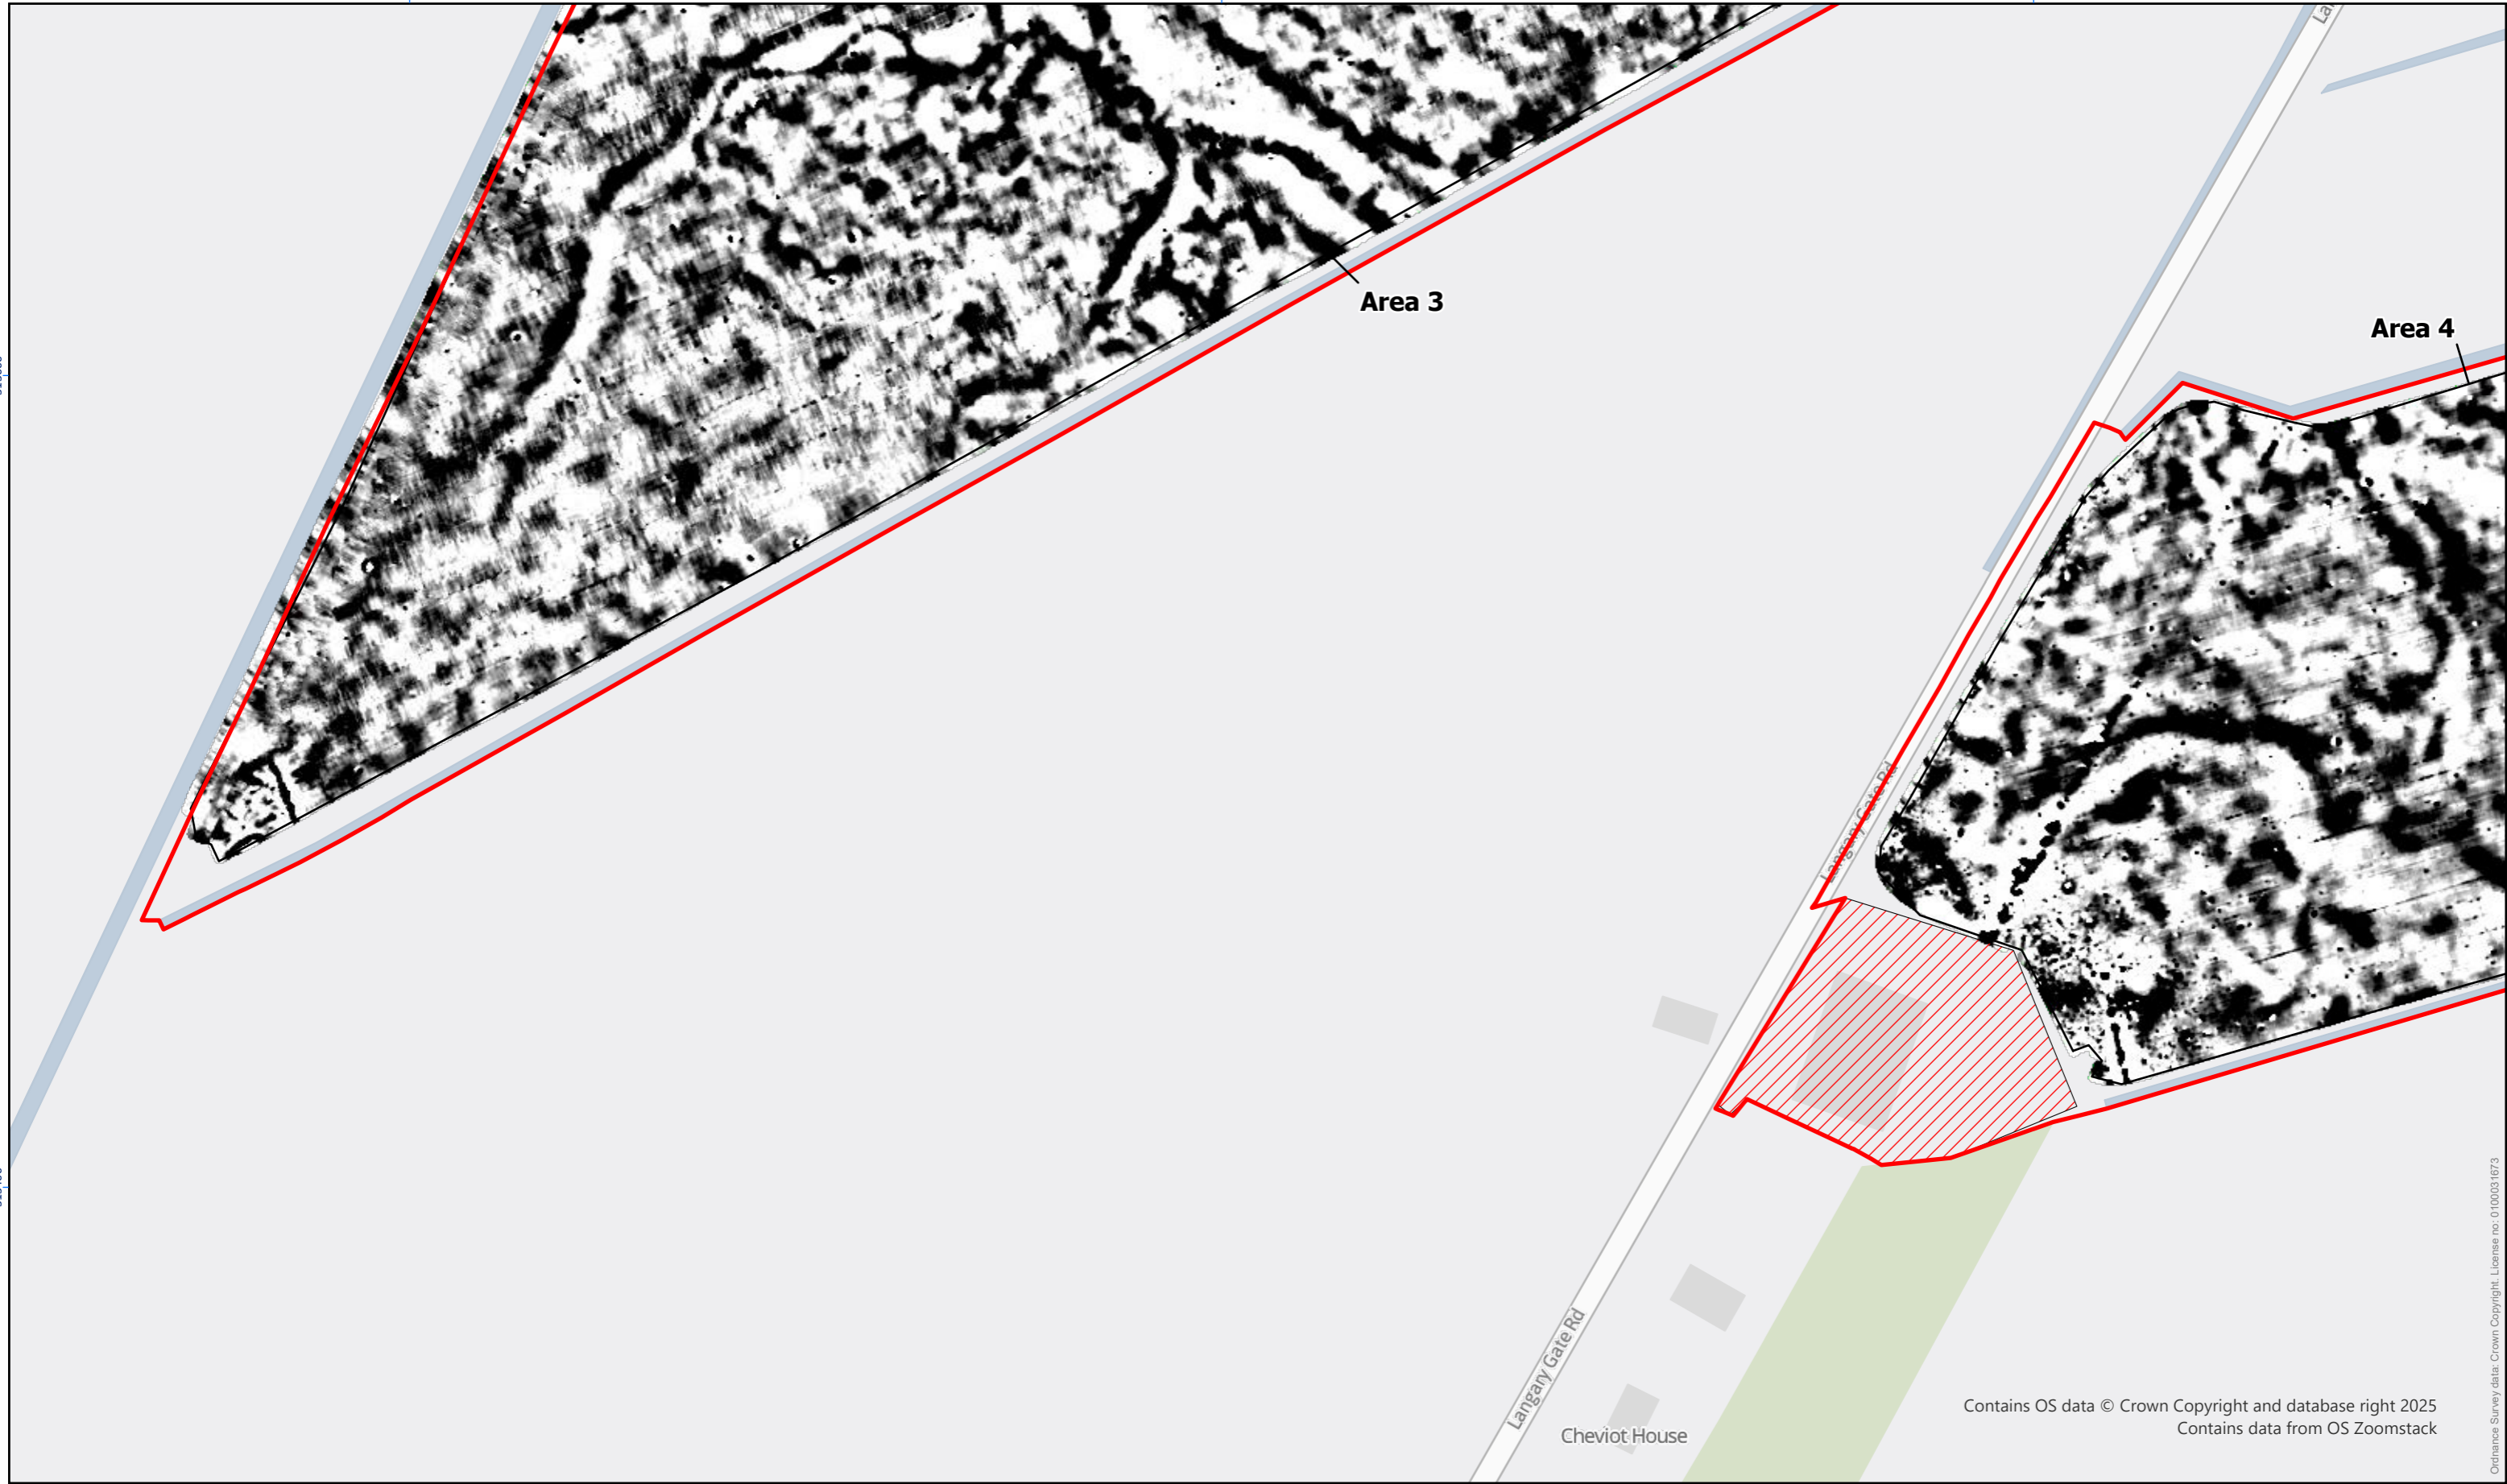 Area 3
Area 4
Langary Gate Rd
Langary Gate Rd
Cheviot House
Contains OS data © Crown Copyright and database right 2025
Contains data from OS Zoomstack
Ordnance Survey data: Crown Copyright. License no: 0100031673